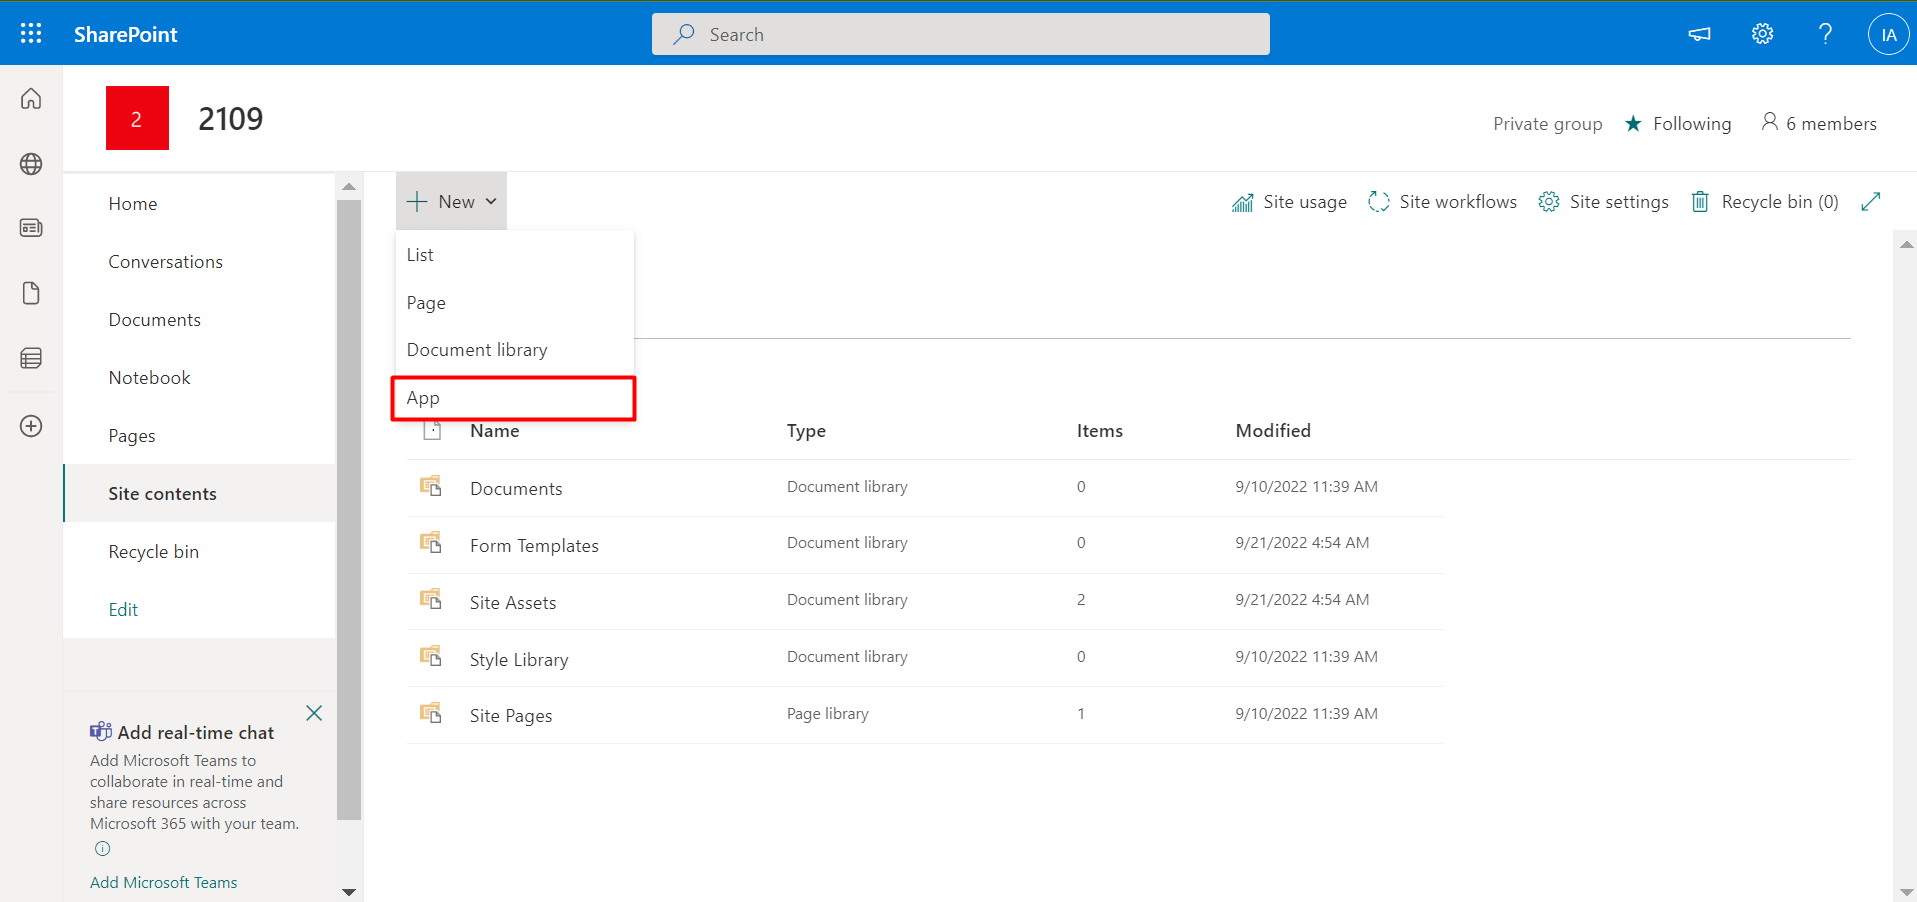 SharePoint
Search
IA
2
2109
Private group
Following
6 members
Home
Conversations
Documents
Notebook
Pages
Site contents
Recycle bin
Edit
Add real-time chat
Add Microsoft Teams to
collaborate in real-time and
share resources across
Microsoft 365 with your team.
Add Microsoft Teams
New
Site usage
Site workflows
Site settings
Recycle bin (0)
List
Page
Document library
App
Name Type Items Modified
Documents Document library 0 9/10/2022 11:39 AM
Form Templates Document library 0 9/21/2022 4:54 AM
Site Assets Document library 2 9/21/2022 4:54 AM
Style Library Document library 0 9/10/2022 11:39 AM
Site Pages Page library 1 9/10/2022 11:39 AM